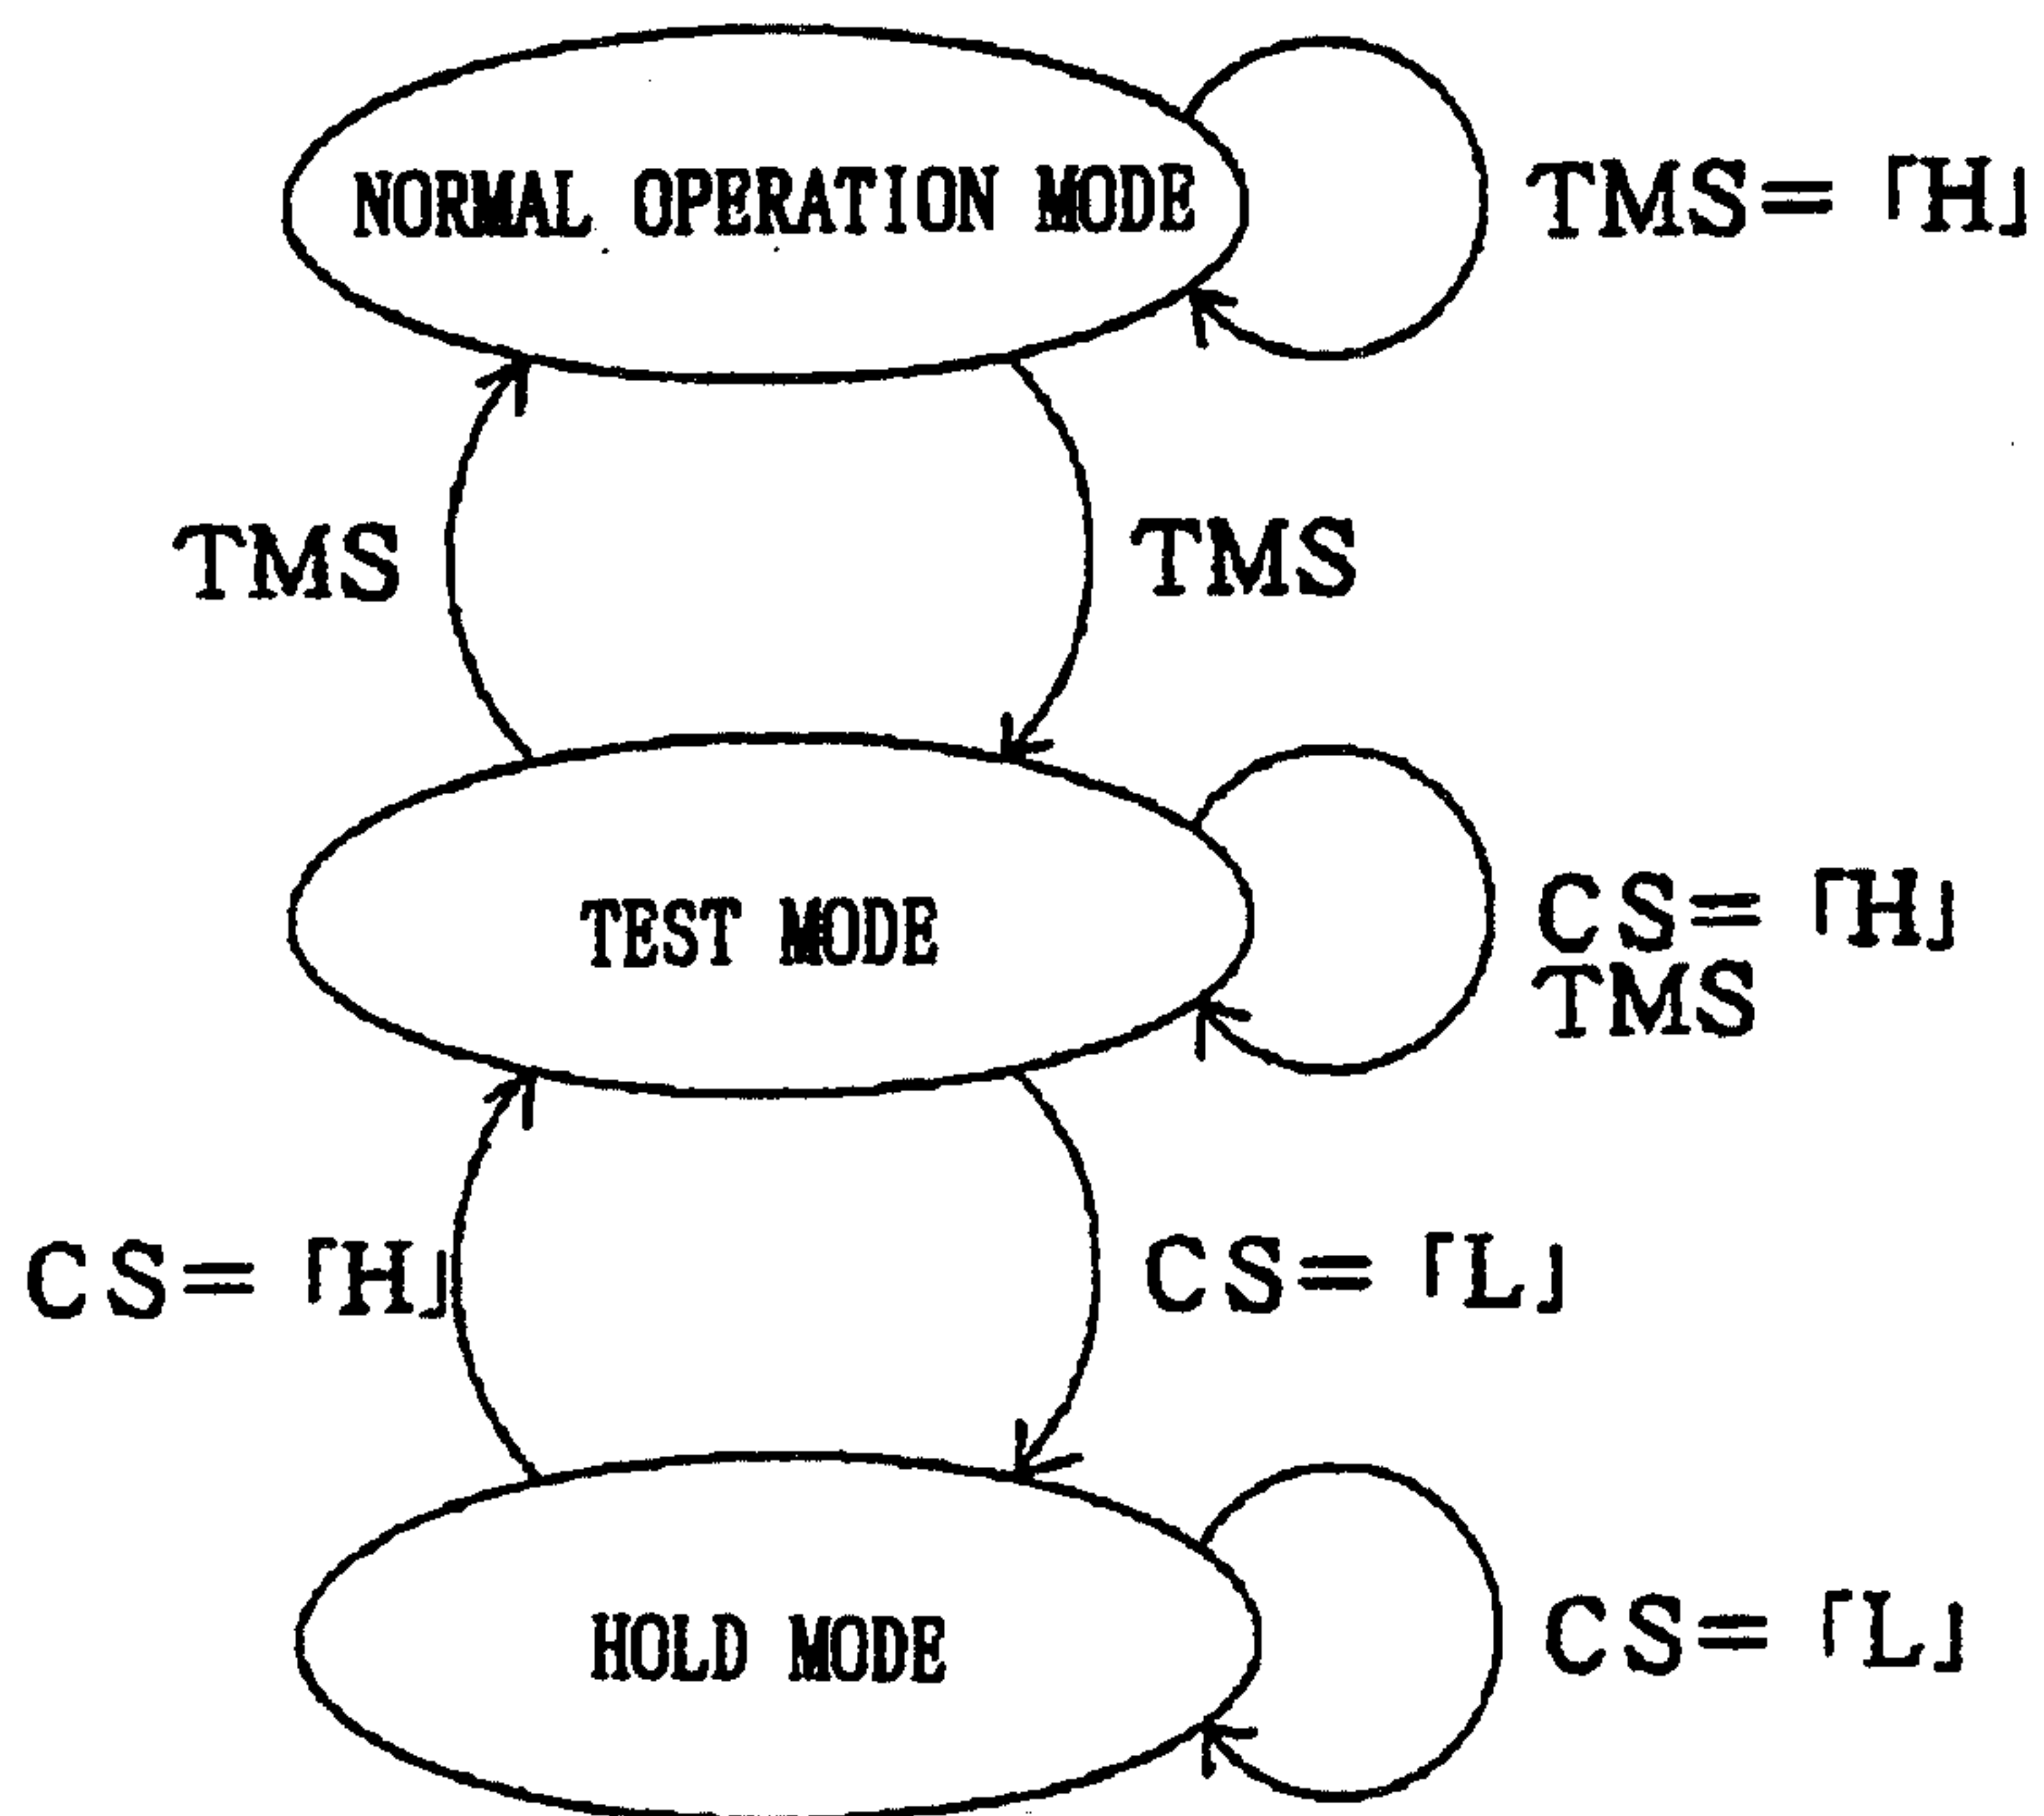 NORMAL OPERATION MODE
TMS=「H」
TMS
TMS
TEST MODE
CS=「H」
TMS
CS=「H」
CS=「L」
HOLD MODE
CS=「L」